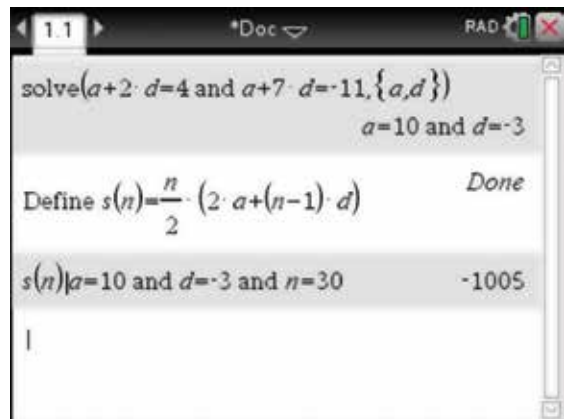 1.1 *Doc RAD
solve(a+2·d=4 and a+7·d=-11,{a,d})
a=10 and d=-3
Define s(n)=n/2·(2·a+(n−1)·d) Done
s(n)|a=10 and d=-3 and n=30 -1005